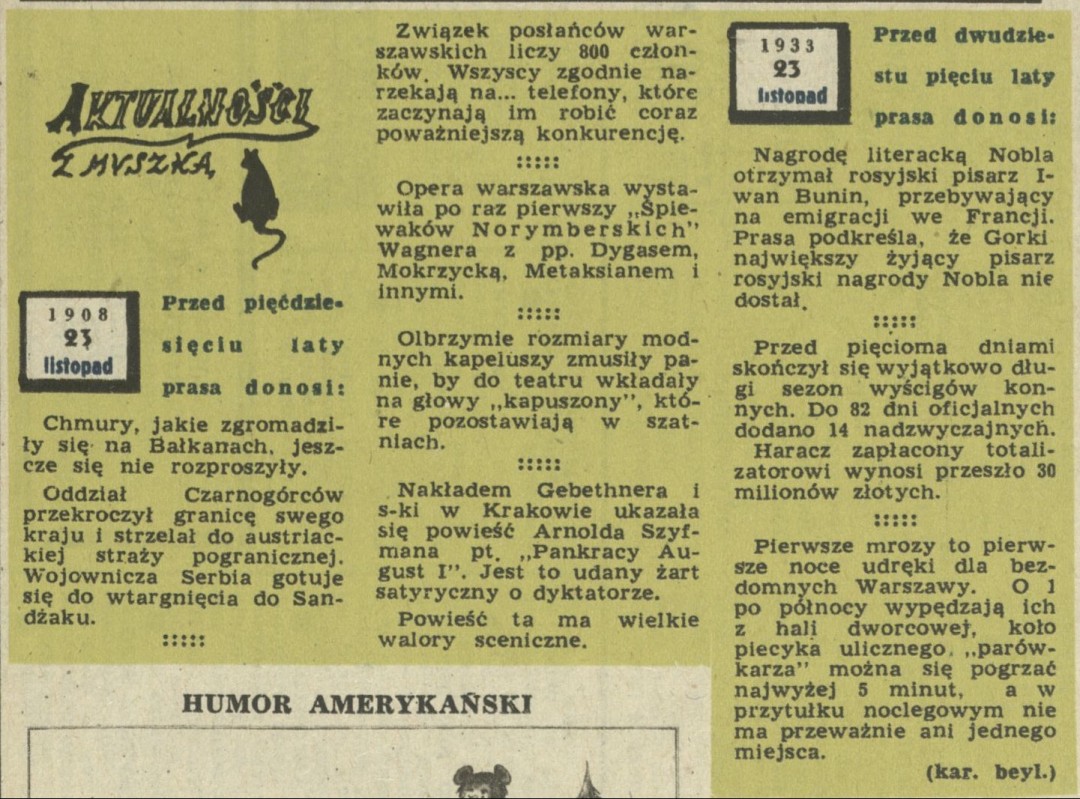 AKTUALNOŚCI
Z MYSZKĄ
1908
23
listopad
Przed pięćdzie-
sięciu laty
prasa donosi:
Chmury, jakie zgromadzi-
ły się na Bałkanach, jesz-
cze się nie rozproszyły.
Oddział Czarnogórców
przekroczył granicę swego
kraju i strzelał do austriac-
kiej straży pogranicznej.
Wojownicza Serbia gotuje
się do wtargnięcia do San-
dżaku.
:::::
Związek posłańców war-
szawskich liczy 800 człon-
ków. Wszyscy zgodnie na-
rzekają na... telefony, które
zaczynają im robić coraz
poważniejszą konkurencję.
:::::
Opera warszawska wysta-
wiła po raz pierwszy „Śpie-
waków Norymberskich"
Wagnera z pp. Dygasem,
Mokrzycką, Metaksianem i
innymi.
:::::
Olbrzymie rozmiary mod-
nych kapeluszy zmusiły pa-
nie, by do teatru wkładały
na głowy „kapuszony", któ-
re pozostawiają w szat-
niach.
:::::
Nakładem Gebethnera i
s-ki w Krakowie ukazała
się powieść Arnolda Szyf-
mana pt. „Pankracy Au-
gust I". Jest to udany żart
satyryczny o dyktatorze.
Powieść ta ma wielkie
walory sceniczne.
1933
23
listopad
Przed dwudzie-
stu pięciu laty
prasa donosi:
Nagrodę literacką Nobla
otrzymał rosyjski pisarz I-
wan Bunin, przebywający
na emigracji we Francji.
Prasa podkreśla, że Gorki
największy żyjący pisarz
rosyjski nagrody Nobla nie
dostał.
:::::
Przed pięcioma dniami
skończył się wyjątkowo dłu-
gi sezon wyścigów kon-
nych. Do 82 dni oficjalnych
dodano 14 nadzwyczajnych.
Haracz zapłacony totali-
zatorowi wynosi przeszło 30
milionów złotych.
:::::
Pierwsze mrozy to pierw-
sze noce udręki dla bez-
domnych Warszawy. O 1
po północy wypędzają ich
z hali dworcowej, koło
piecyka ulicznego „parów-
karza" można się pogrzać
najwyżej 5 minut, a w
przytułku noclegowym nie
ma przeważnie ani jednego
miejsca.
(kar. beyl.)
HUMOR AMERYKAŃSKI